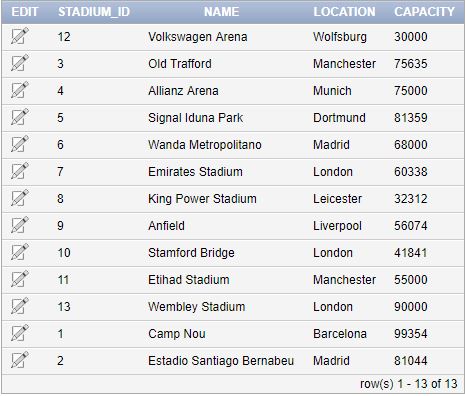 EDIT STADIUM_ID NAME LOCATION CAPACITY
12 Volkswagen Arena Wolfsburg 30000
3 Old Trafford Manchester 75635
4 Allianz Arena Munich 75000
5 Signal Iduna Park Dortmund 81359
6 Wanda Metropolitano Madrid 68000
7 Emirates Stadium London 60338
8 King Power Stadium Leicester 32312
9 Anfield Liverpool 56074
10 Stamford Bridge London 41841
11 Etihad Stadium Manchester 55000
13 Wembley Stadium London 90000
1 Camp Nou Barcelona 99354
2 Estadio Santiago Bernabeu Madrid 81044
row(s) 1 - 13 of 13